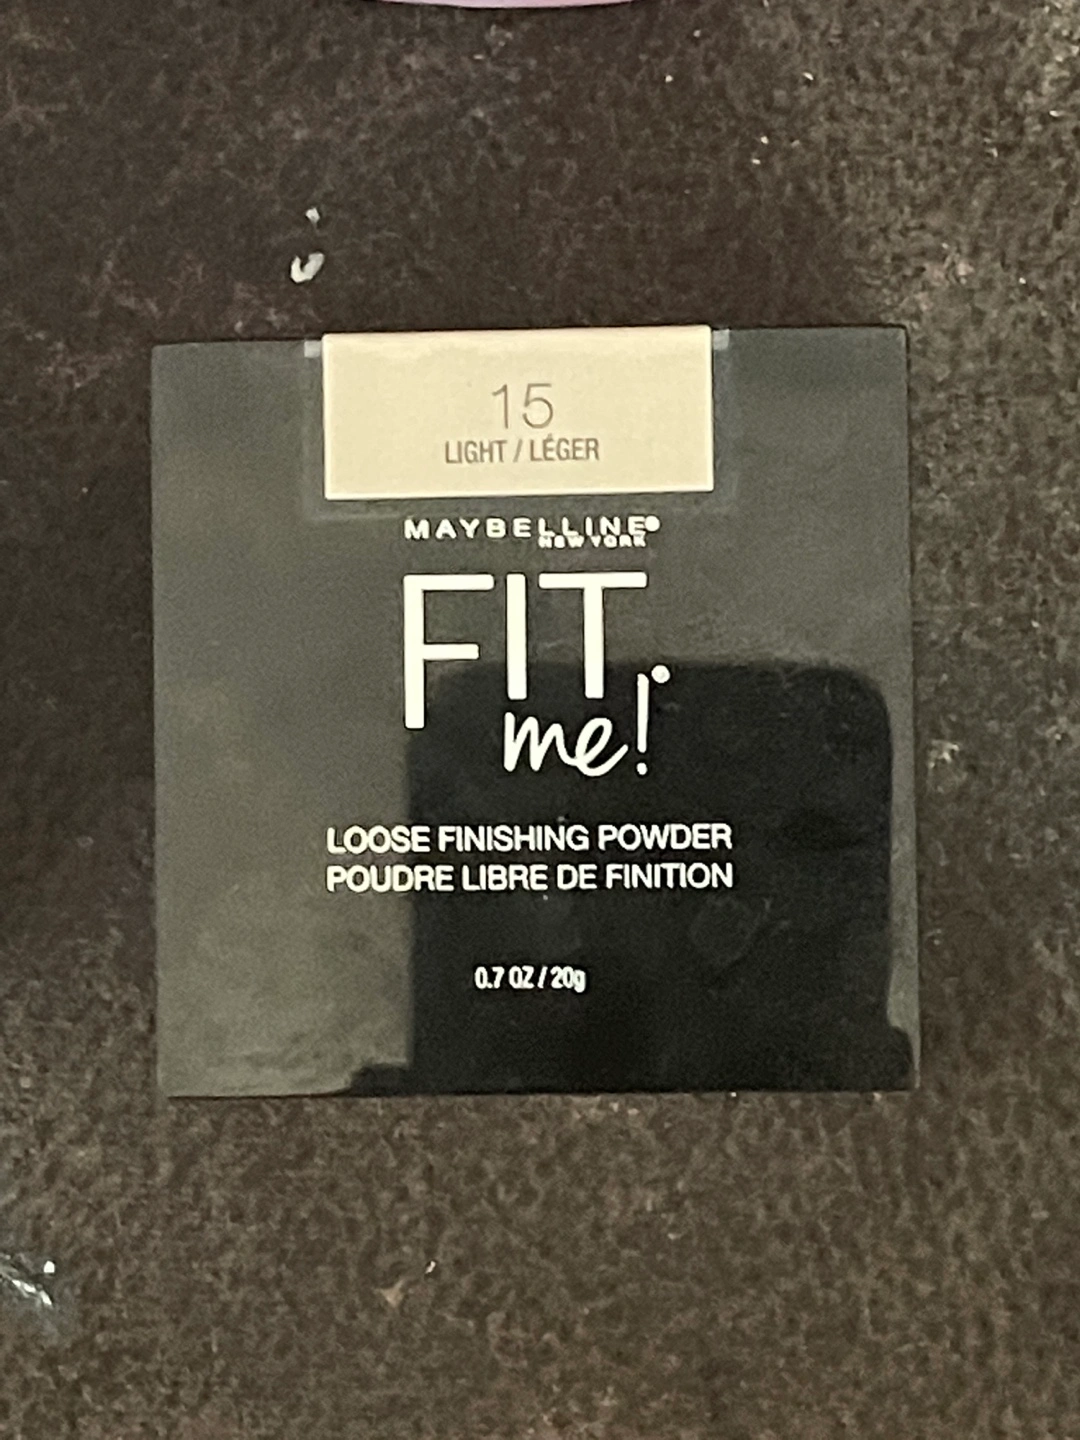 15
LIGHT / LÉGER
MAYBELLINE®
NEW YORK
FIT
me!
LOOSE FINISHING POWDER
POUDRE LIBRE DE FINITION
0.7 OZ / 20g